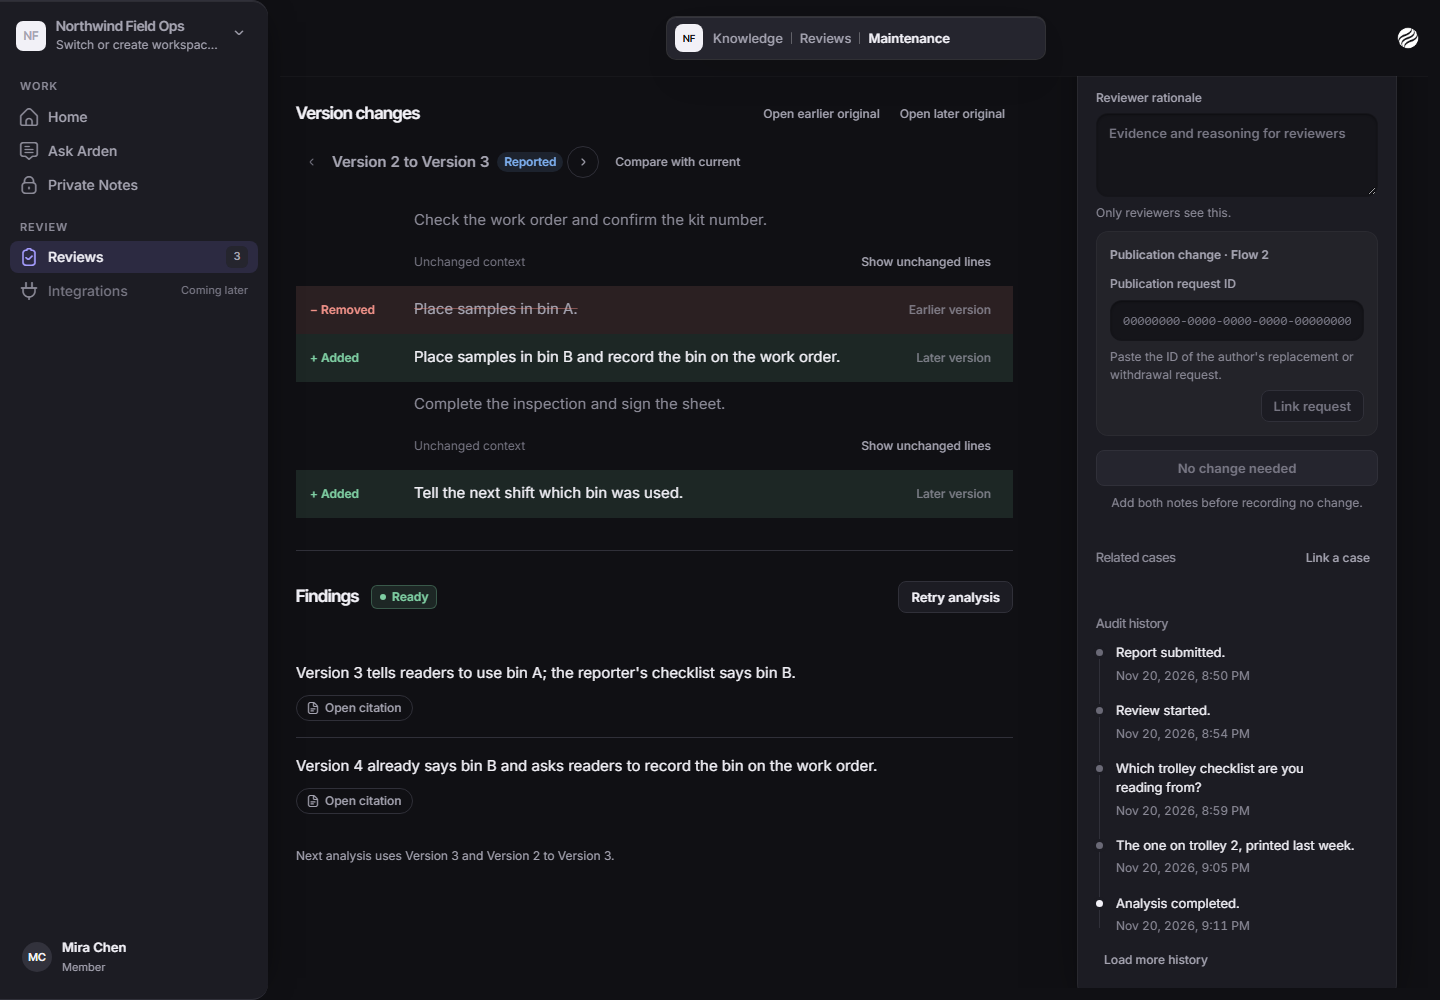 NF
Northwind Field Ops
Switch or create workspac...
WORK
Home
Ask Arden
Private Notes
REVIEW
Reviews
3
Integrations
Coming later
MC
Mira Chen
Member
NF
Knowledge
Reviews
Maintenance
Version changes
Open earlier original
Open later original
Version 2 to Version 3
Reported
Compare with current
Check the work order and confirm the kit number.
Unchanged context
Show unchanged lines
– Removed
Place samples in bin A.
Earlier version
+ Added
Place samples in bin B and record the bin on the work order.
Later version
Complete the inspection and sign the sheet.
Unchanged context
Show unchanged lines
+ Added
Tell the next shift which bin was used.
Later version
Findings
Ready
Retry analysis
Version 3 tells readers to use bin A; the reporter's checklist says bin B.
Open citation
Version 4 already says bin B and asks readers to record the bin on the work order.
Open citation
Next analysis uses Version 3 and Version 2 to Version 3.
Reviewer rationale
Evidence and reasoning for reviewers
Only reviewers see this.
Publication change · Flow 2
Publication request ID
00000000-0000-0000-0000-00000000
Paste the ID of the author's replacement or
withdrawal request.
Link request
No change needed
Add both notes before recording no change.
Related cases
Link a case
Audit history
Report submitted.
Nov 20, 2026, 8:50 PM
Review started.
Nov 20, 2026, 8:54 PM
Which trolley checklist are you
reading from?
Nov 20, 2026, 8:59 PM
The one on trolley 2, printed last week.
Nov 20, 2026, 9:05 PM
Analysis completed.
Nov 20, 2026, 9:11 PM
Load more history